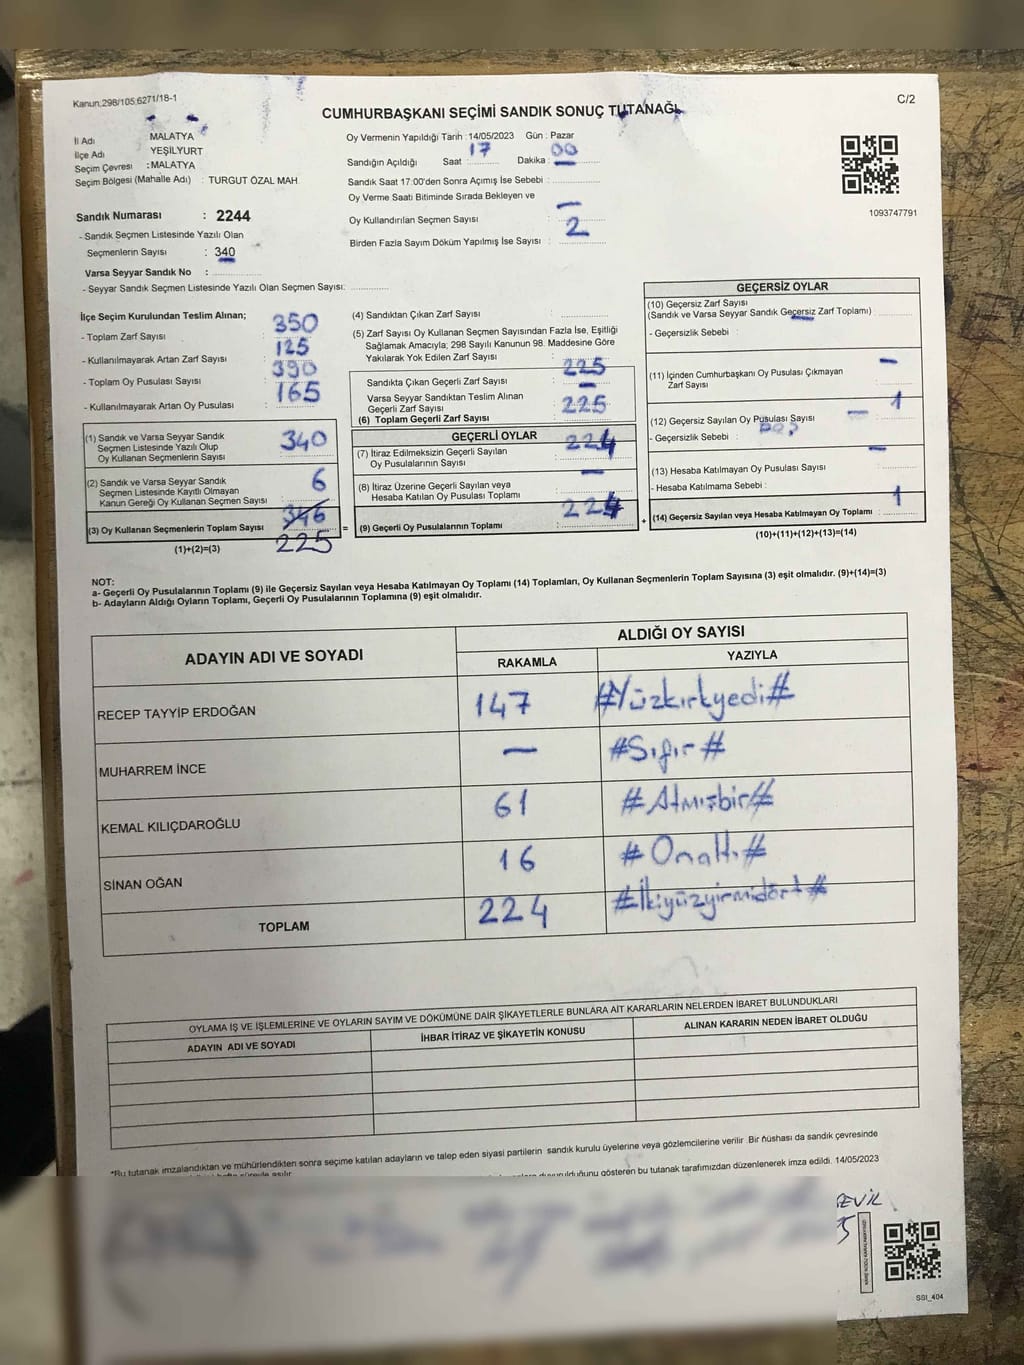 Kanun:298/105;6271/18-1
C/2
CUMHURBAŞKANI SEÇİMİ SANDIK SONUÇ TUTANAĞI
İl Adı MALATYA
İlçe Adı YEŞİLYURT
Seçim Çevresi :MALATYA
Seçim Bölgesi (Mahalle Adı) : TURGUT ÖZAL MAH.
Sandık Numarası : 2244
- Sandık Seçmen Listesinde Yazılı Olan
Seçmenlerin Sayısı : 340
Varsa Seyyar Sandık No :
- Seyyar Sandık Seçmen Listesinde Yazılı Olan Seçmen Sayısı:
Oy Vermenin Yapıldığı Tarih :14/05/2023 Gün : Pazar
Sandığın Açıldığı Saat : 17 Dakika : 00
Sandık Saat 17:00'den Sonra Açımış İse Sebebi :
Oy Verme Saati Bitiminde Sırada Bekleyen ve
Oy Kullandırılan Seçmen Sayısı : —
Birden Fazla Sayım Döküm Yapılmış İse Sayısı : 2
1093747791
İlçe Seçim Kurulundan Teslim Alınan;
- Toplam Zarf Sayısı : 350
- Kullanılmayarak Artan Zarf Sayısı : 125
- Toplam Oy Pusulası Sayısı : 390
- Kullanılmayarak Artan Oy Pusulası : 165
(1) Sandık ve Varsa Seyyar Sandık
Seçmen Listesinde Yazılı Olup
Oy Kullanan Seçmenlerin Sayısı 340
(2) Sandık ve Varsa Seyyar Sandık
Seçmen Listesinde Kayıtlı Olmayan
Kanun Gereği Oy Kullanan Seçmen Sayısı : 6
(3) Oy Kullanan Seçmenlerin Toplam Sayısı 346 =
(1)+(2)=(3) 225
(4) Sandıktan Çıkan Zarf Sayısı :
(5) Zarf Sayısı Oy Kullanan Seçmen Sayısından Fazla İse, Eşitliği
Sağlamak Amacıyla; 298 Sayılı Kanunun 98. Maddesine Göre
Yakılarak Yok Edilen Zarf Sayısı :
Sandıkta Çıkan Geçerli Zarf Sayısı : 225
Varsa Seyyar Sandıktan Teslim Alınan
Geçerli Zarf Sayısı : —
(6) Toplam Geçerli Zarf Sayısı : 225
GEÇERLİ OYLAR
(7) İtiraz Edilmeksizin Geçerli Sayılan
Oy Pusulalarının Sayısı : 224
(8) İtiraz Üzerine Geçerli Sayılan veya
Hesaba Katılan Oy Pusulası Toplamı : —
(9) Geçerli Oy Pusulalarının Toplamı : 224 +
GEÇERSİZ OYLAR
(10) Geçersiz Zarf Sayısı
(Sandık ve Varsa Seyyar Sandık Geçersiz Zarf Toplamı) :
- Geçersizlik Sebebi :
(11) İçinden Cumhurbaşkanı Oy Pusulası Çıkmayan
Zarf Sayısı : —
(12) Geçersiz Sayılan Oy Pusulası Sayısı : 1
- Geçersizlik Sebebi :
(13) Hesaba Katılmayan Oy Pusulası Sayısı : —
- Hesaba Katılmama Sebebi :
(14) Geçersiz Sayılan veya Hesaba Katılmayan Oy Toplamı : 1
(10)+(11)+(12)+(13)=(14)
NOT:
a- Geçerli Oy Pusulalarının Toplamı (9) ile Geçersiz Sayılan veya Hesaba Katılmayan Oy Toplamı (14) Toplamları, Oy Kullanan Seçmenlerin Toplam Sayısına (3) eşit olmalıdır. (9)+(14)=(3)
b- Adayların Aldığı Oyların Toplamı, Geçerli Oy Pusulalarının Toplamına (9) eşit olmalıdır.
ADAYIN ADI VE SOYADI ALDIĞI OY SAYISI
RAKAMLA YAZIYLA
RECEP TAYYİP ERDOĞAN 147 #Yüzkırkyedi#
MUHARREM İNCE — #Sıfır#
KEMAL KILIÇDAROĞLU 61 #Atmışbir#
SİNAN OĞAN 16 #Onaltı#
TOPLAM 224 #İkiyüzyirmidört#
OYLAMA İŞ VE İŞLEMLERİNE VE OYLARIN SAYIM VE DÖKÜMÜNE DAİR ŞİKAYETLERLE BUNLARA AİT KARARLARIN NELERDEN İBARET BULUNDUKLARI
ADAYIN ADI VE SOYADI İHBAR İTİRAZ VE ŞİKAYETİN KONUSU ALINAN KARARIN NEDEN İBARET OLDUĞU
*Bu tutanak imzalandıktan ve mühürlendikten sonra seçime katılan adayların ve talep eden siyasi partilerin sandık kurulu üyelerine veya gözlemcilerine verilir. Bir nüshası da sandık çevresinde
duyurulduğunu gösteren bu tutanak tarafımızdan düzenlenerek imza edildi. 14/05/2023
SSI_404